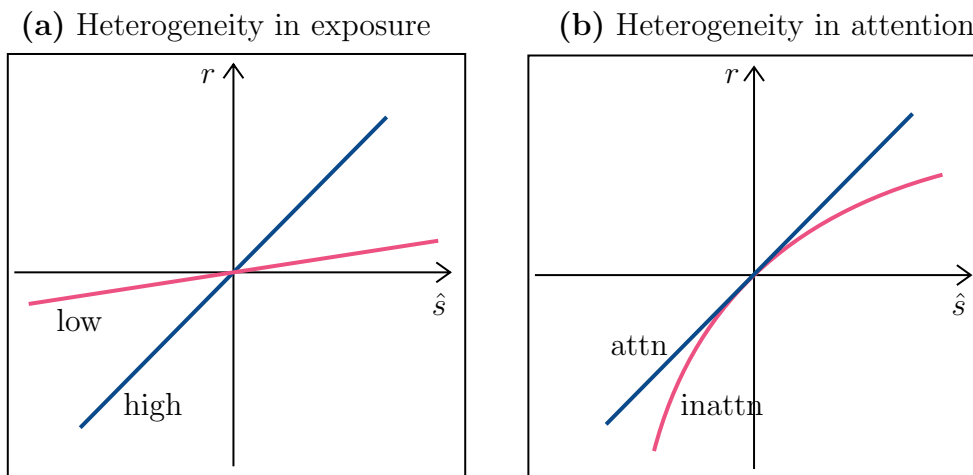 (a) Heterogeneity in exposure
r
ŝ
low
high
(b) Heterogeneity in attention
r
ŝ
attn
inattn